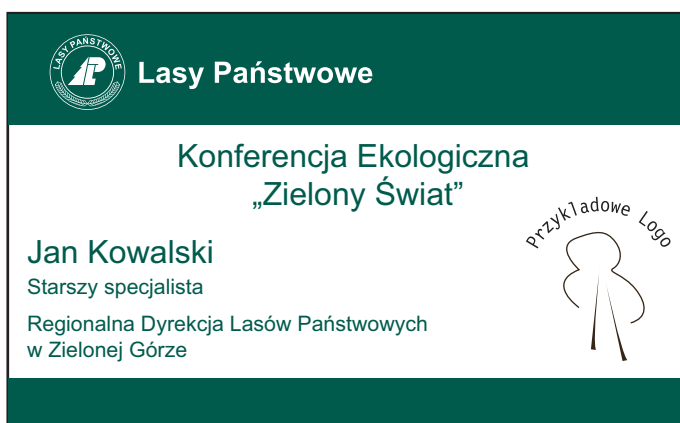 LASY PAŃSTWOWE
Lasy Państwowe
Konferencja Ekologiczna
„Zielony Świat”
Przykladowe Logo
Jan Kowalski
Starszy specjalista
Regionalna Dyrekcja Lasów Państwowych
w Zielonej Górze